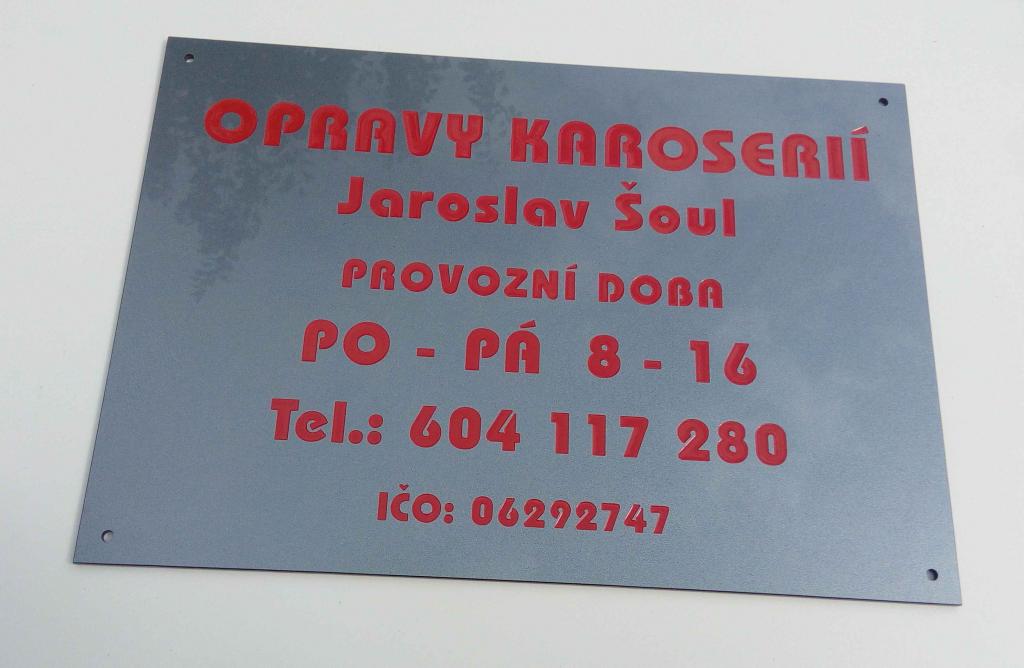 OPRAVY KAROSERIÍ
Jaroslav Šoul
PROVOZNÍ DOBA
PO - PÁ 8 - 16
Tel.: 604 117 280
IČO: 06292747